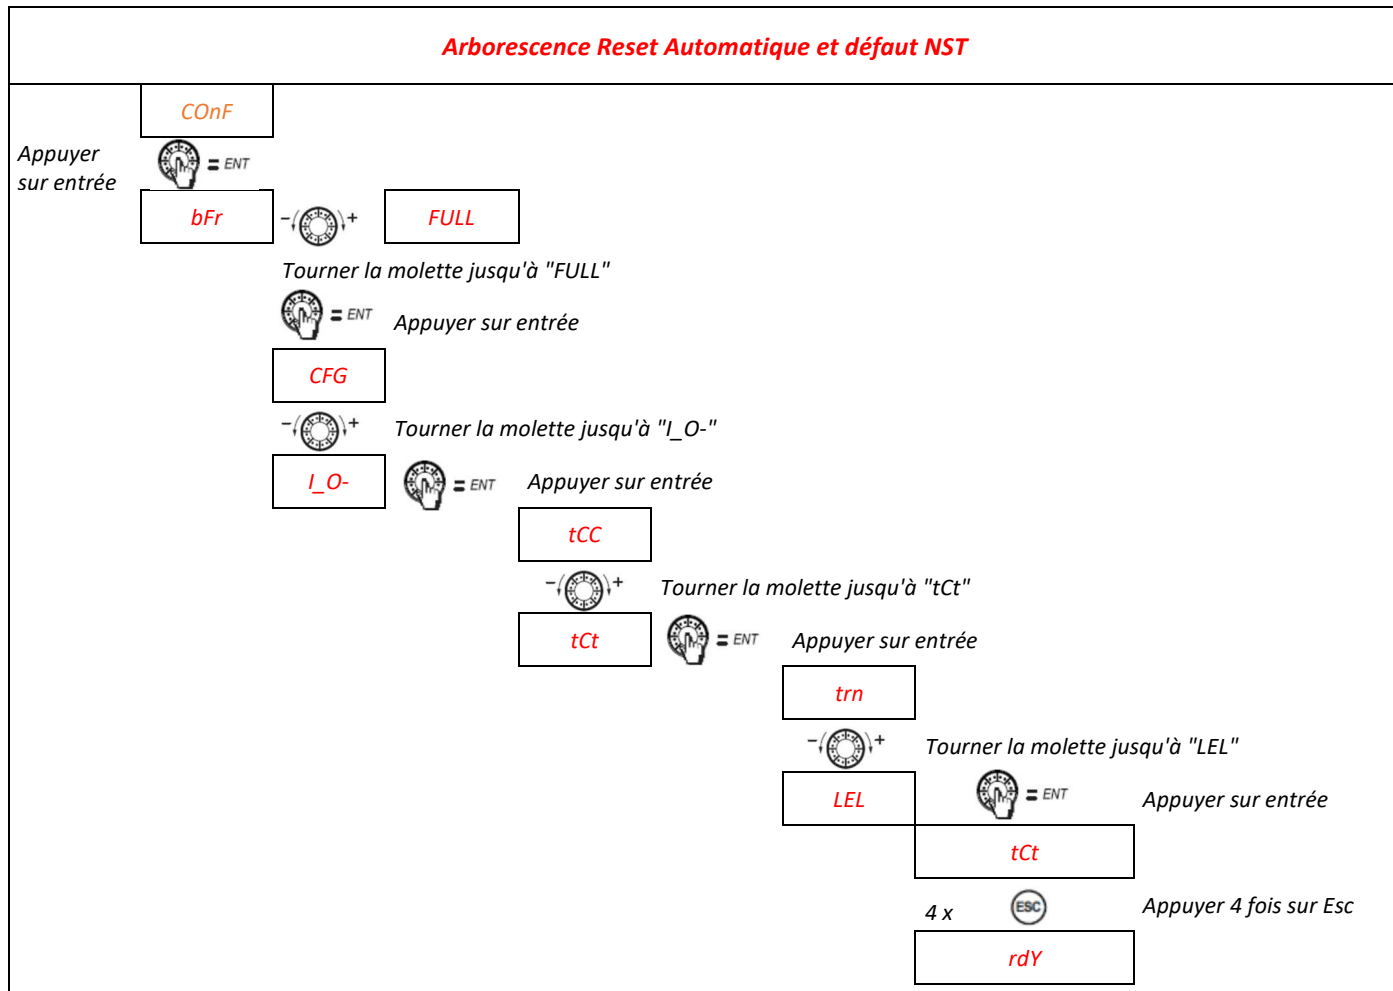 Arborescence Reset Automatique et défaut NST
COnF
Appuyer
sur entrée
= ENT
bFr
- +
FULL
Tourner la molette jusqu'à "FULL"
= ENT
Appuyer sur entrée
CFG
- +
Tourner la molette jusqu'à "I_O-"
I_O-
= ENT
Appuyer sur entrée
tCC
- +
Tourner la molette jusqu'à "tCt"
tCt
= ENT
Appuyer sur entrée
trn
- +
Tourner la molette jusqu'à "LEL"
LEL
= ENT
Appuyer sur entrée
tCt
4 x
ESC
Appuyer 4 fois sur Esc
rdY